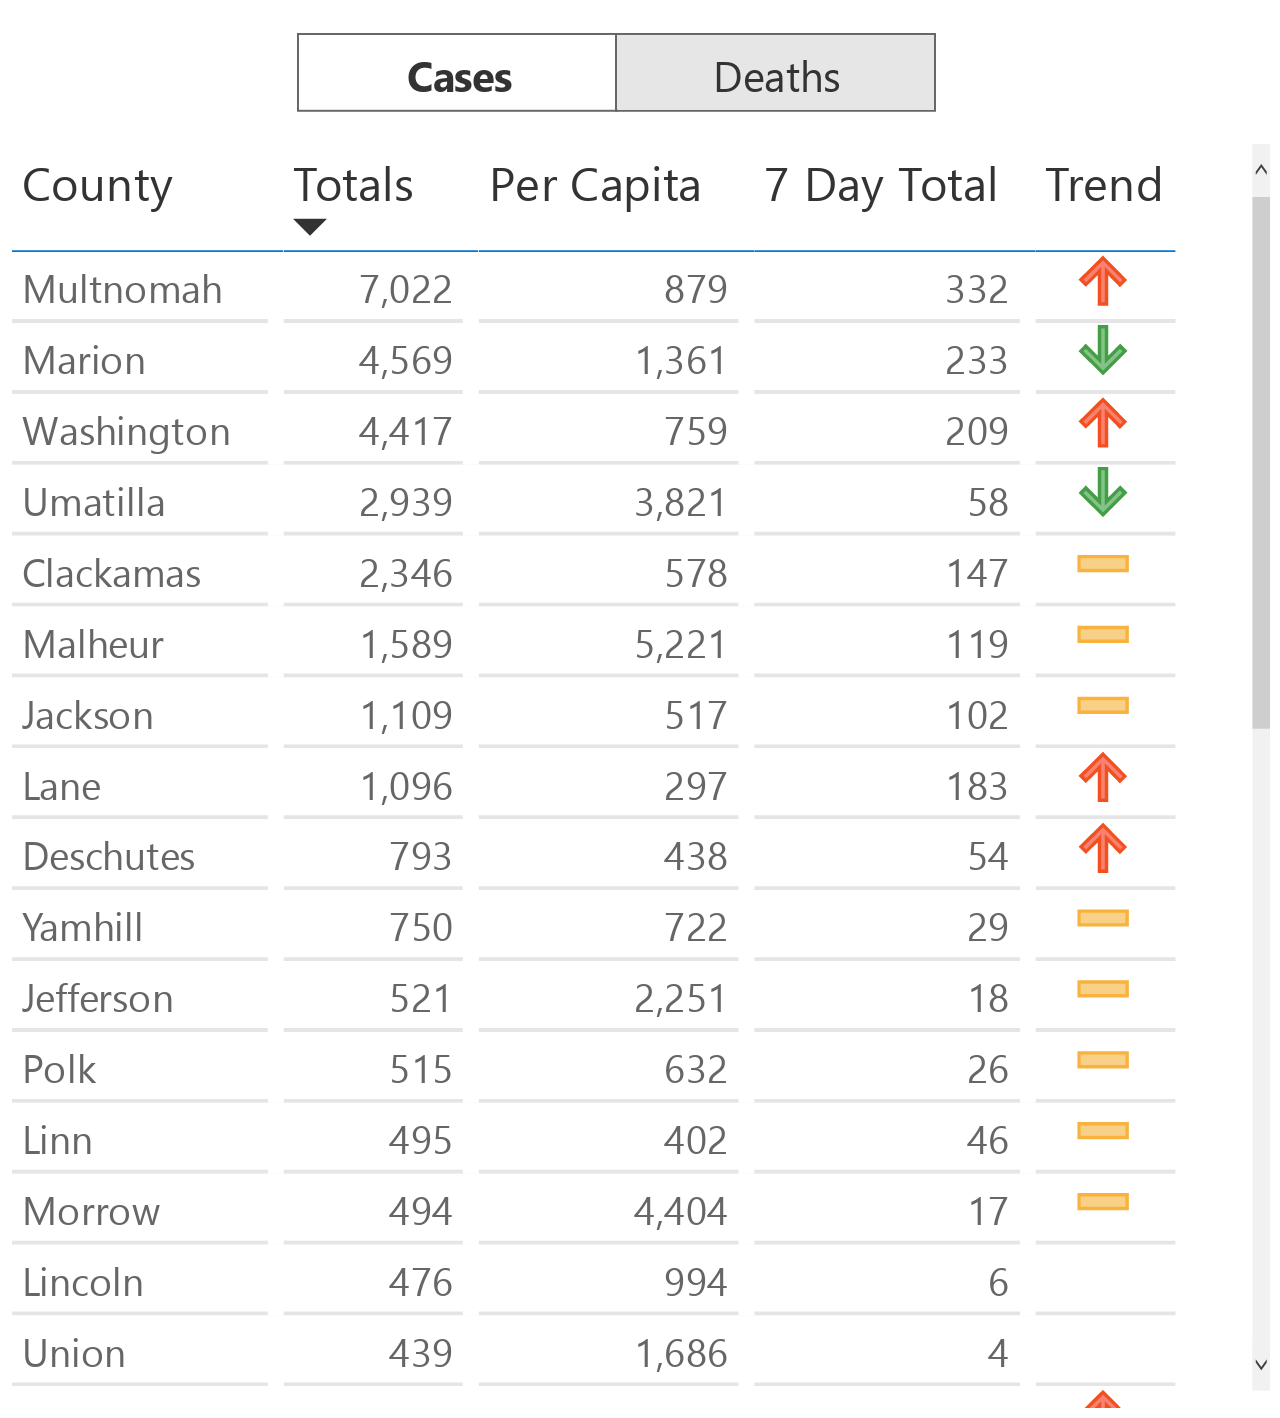 Cases Deaths
County Totals Per Capita 7 Day Total Trend
Multnomah 7,022 879 332
Marion 4,569 1,361 233
Washington 4,417 759 209
Umatilla 2,939 3,821 58
Clackamas 2,346 578 147
Malheur 1,589 5,221 119
Jackson 1,109 517 102
Lane 1,096 297 183
Deschutes 793 438 54
Yamhill 750 722 29
Jefferson 521 2,251 18
Polk 515 632 26
Linn 495 402 46
Morrow 494 4,404 17
Lincoln 476 994 6
Union 439 1,686 4